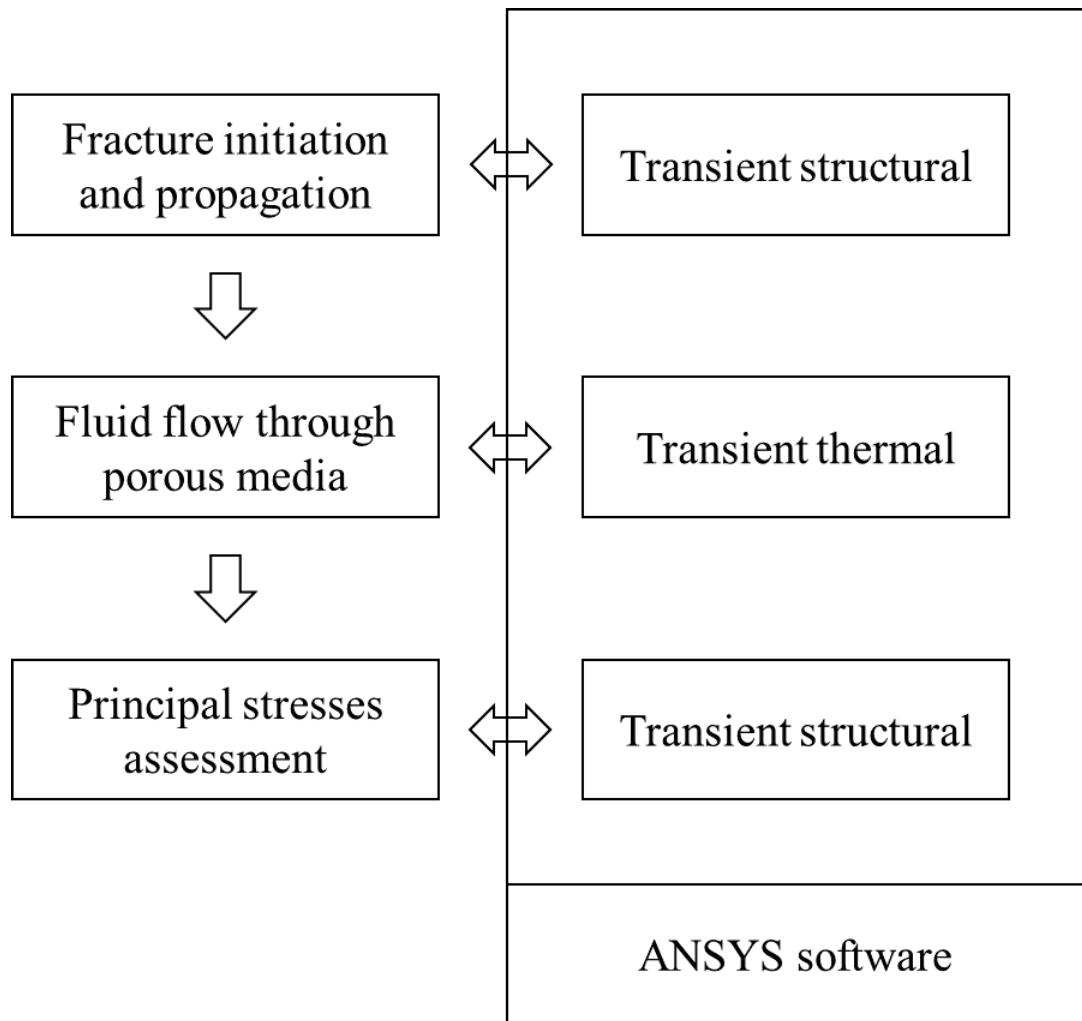 Fracture initiation
and propagation
Transient structural
Fluid flow through
porous media
Transient thermal
Principal stresses
assessment
Transient structural
ANSYS software